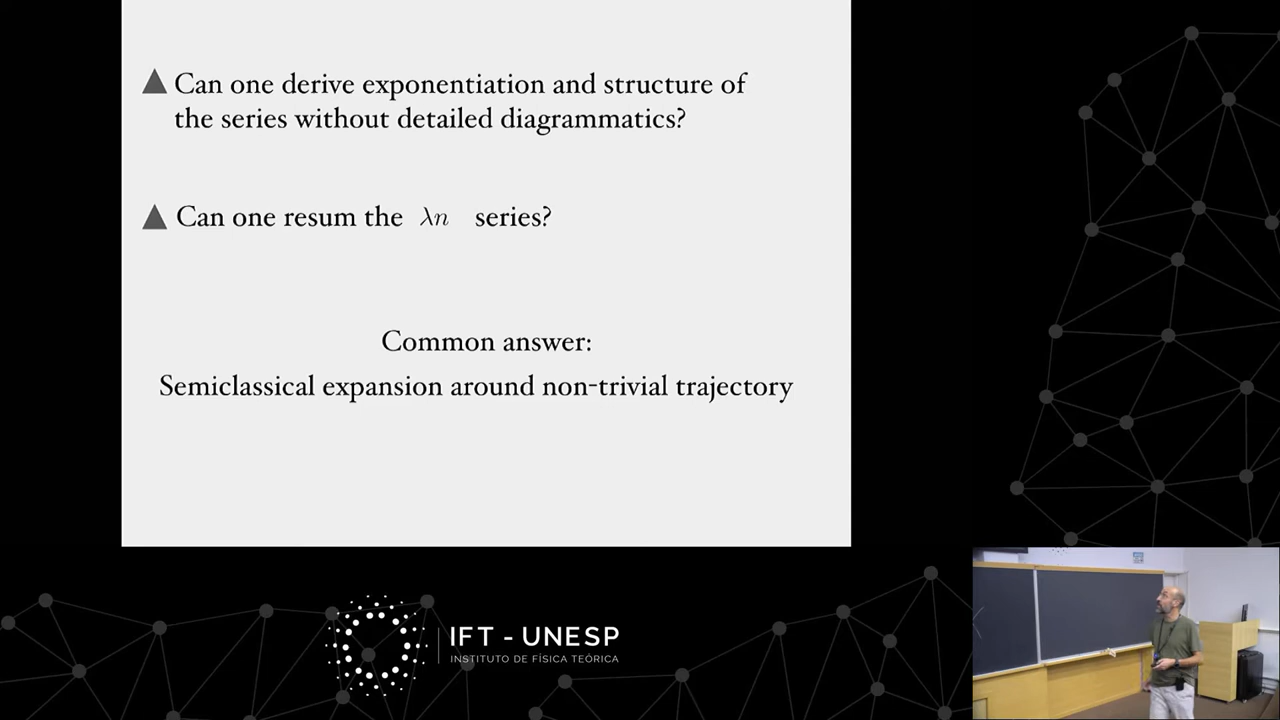 ▲ Can one derive exponentiation and structure of
the series without detailed diagrammatics?
▲ Can one resum the λn series?
Common answer:
Semiclassical expansion around non-trivial trajectory
IFT - UNESP
INSTITUTO DE FÍSICA TEÓRICA